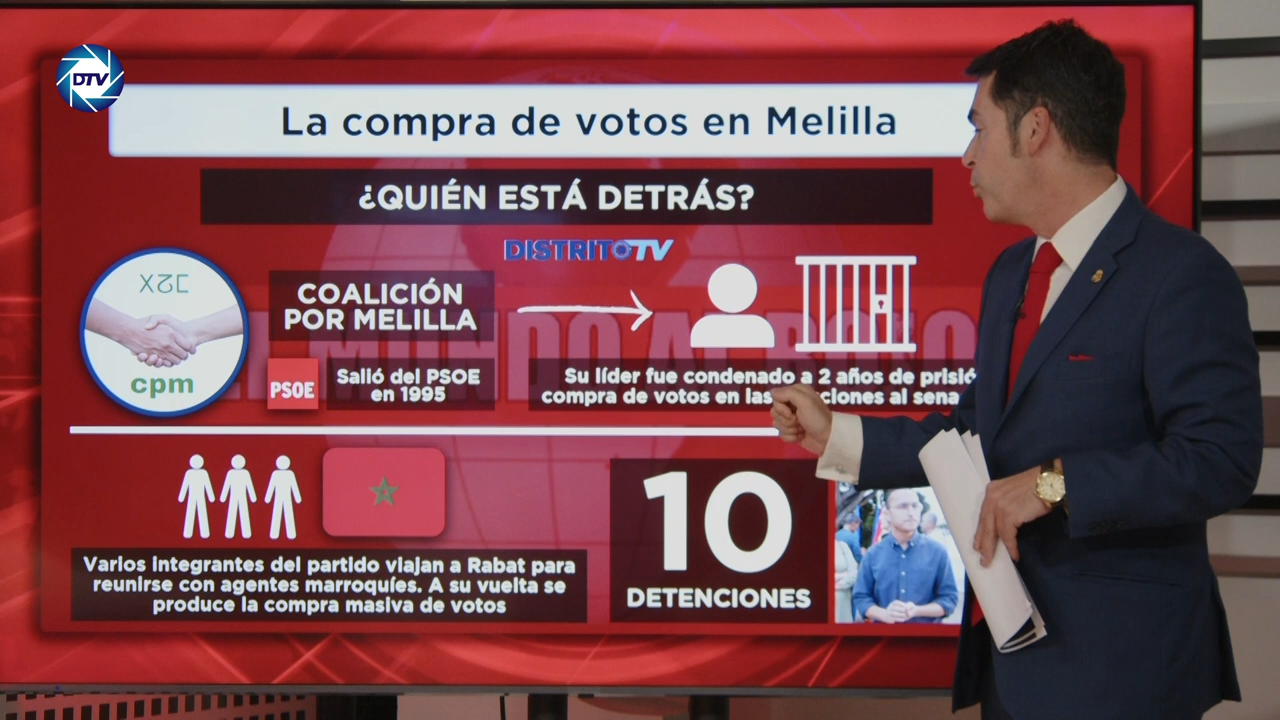 DTV
La compra de votos en Melilla
¿QUIÉN ESTÁ DETRÁS?
DISTRITOTV
cpm
COALICIÓN
POR MELILLA
PSOE
Salió del PSOE
en 1995
Su líder fue condenado a 2 años de
compra de votos en al
Varios integrantes del partido viajan a Rabat para
reunirse con agentes marroquíes. A su vuelta se
produce la compra masiva de votos
10
DETENCIONES